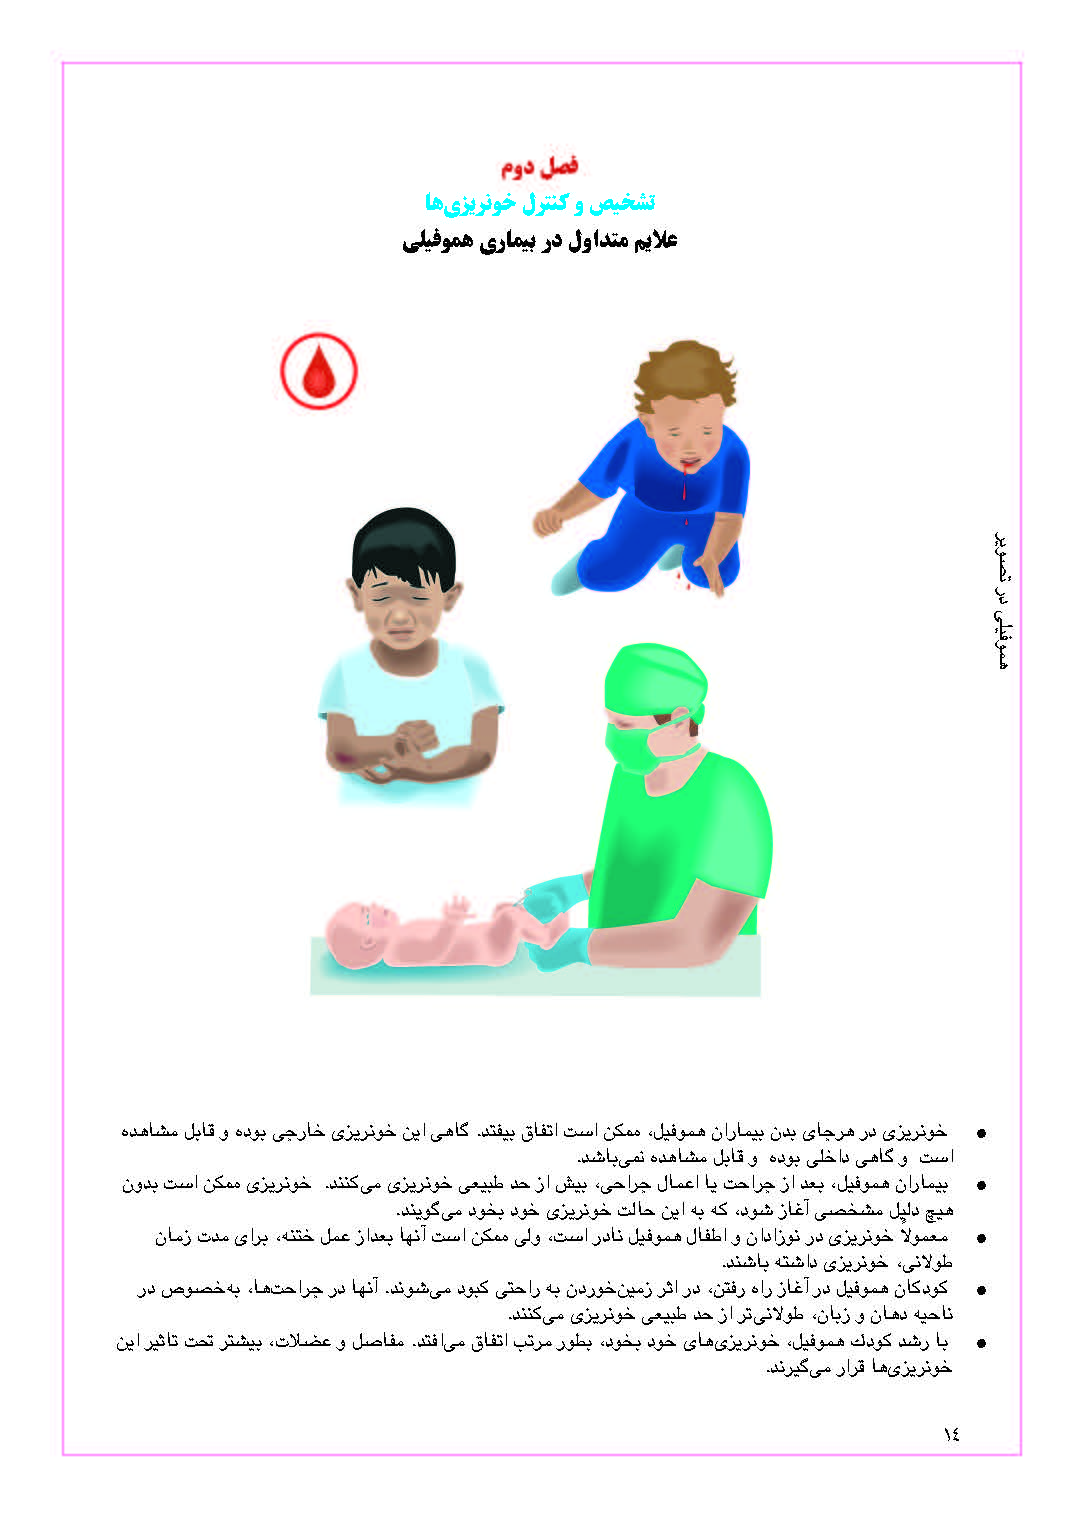 فصل دوم
تشخیص و کنترل خونریزی‌ها
علایم متداول در بیماری هموفیلی
هموفیلی در تصویر
● خونریزی در هرجای بدن بیماران هموفیل، ممکن است اتفاق بیفتد. گاهی این خونریزی خارجی بوده و قابل مشاهده
است و گاهی داخلی بوده و قابل مشاهده نمی‌باشد.
● بیماران هموفیل، بعد از جراحت یا اعمال جراحی، بیش از حد طبیعی خونریزی می‌کنند. خونریزی ممکن است بدون
هیچ دلیل مشخصی آغاز شود، که به این حالت خونریزی خود بخود می‌گویند.
● معمولاً خونریزی در نوزادان و اطفال هموفیل نادر است، ولی ممکن است آنها بعداز عمل ختنه، برای مدت زمان
طولانی، خونریزی داشته باشند.
● کودکان هموفیل در آغاز راه رفتن، در اثر زمین‌خوردن به راحتی کبود می‌شوند. آنها در جراحت‌ها، به‌خصوص در
ناحیه دهان و زبان، طولانی‌تر از حد طبیعی خونریزی می‌کنند.
● با رشد کودك هموفیل، خونریزی‌های خود بخود، بطور مرتب اتفاق می‌افتد. مفاصل و عضلات، بیشتر تحت تاثیر این
خونریزی‌ها قرار می‌گیرند.
١٤